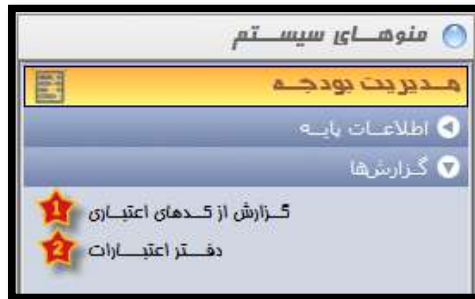 منوهای سیستم
مدیریت بودجه
اطلاعات پایه
گزارش‌ها
گزارش از کدهای اعتباری 1
دفتر اعتبارات 2